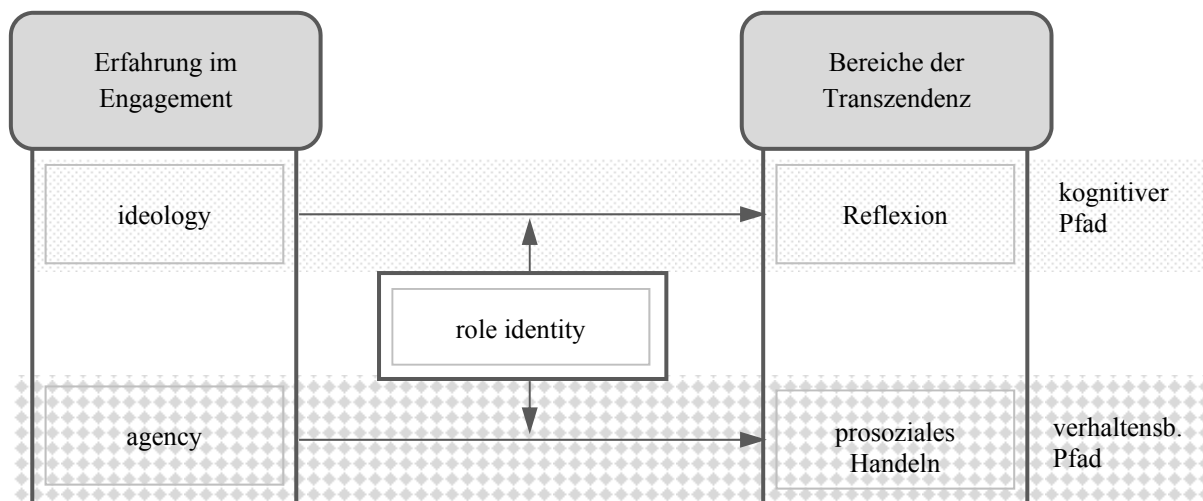 Erfahrung im
Engagement
Bereiche der
Transzendenz
ideology
Reflexion
kognitiver
Pfad
role identity
agency
prosoziales
Handeln
verhaltensb.
Pfad